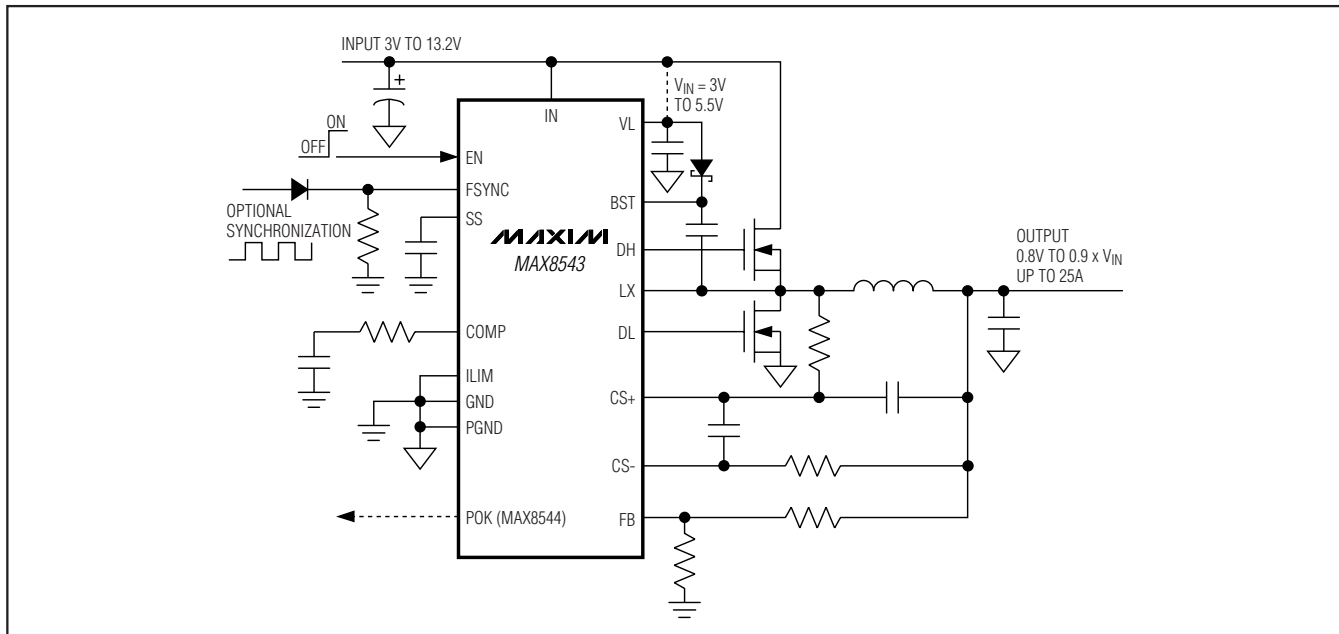 INPUT 3V TO 13.2V
+
V_IN = 3V
TO 5.5V
IN
VL
ON
OFF
EN
FSYNC
OPTIONAL
SYNCHRONIZATION
SS
BST
MAXIM
MAX8543
DH
OUTPUT
0.8V TO 0.9 x V_IN
UP TO 25A
LX
COMP
DL
ILIM
GND
CS+
PGND
CS-
POK (MAX8544)
FB